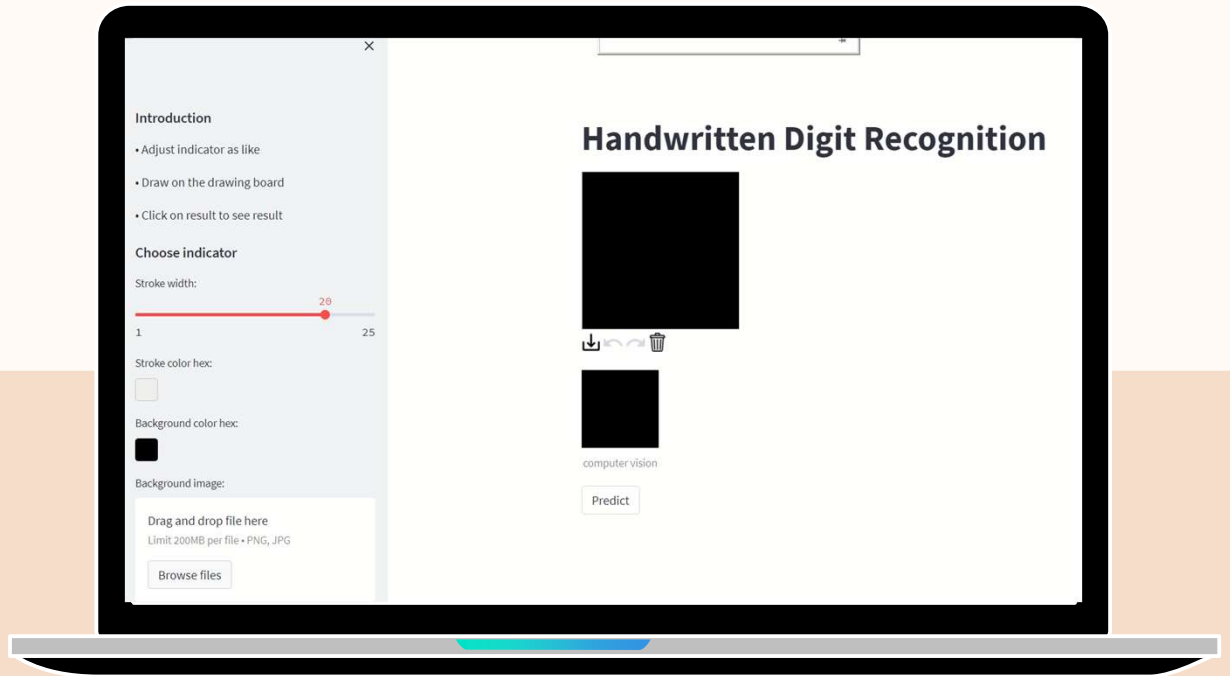 Introduction
• Adjust indicator as like
• Draw on the drawing board
• Click on result to see result
Choose indicator
Stroke width:
20
1 25
Stroke color hex:
Background color hex:
Background image:
Drag and drop file here
Limit 200MB per file • PNG, JPG
Browse files
Handwritten Digit Recognition
computer vision
Predict